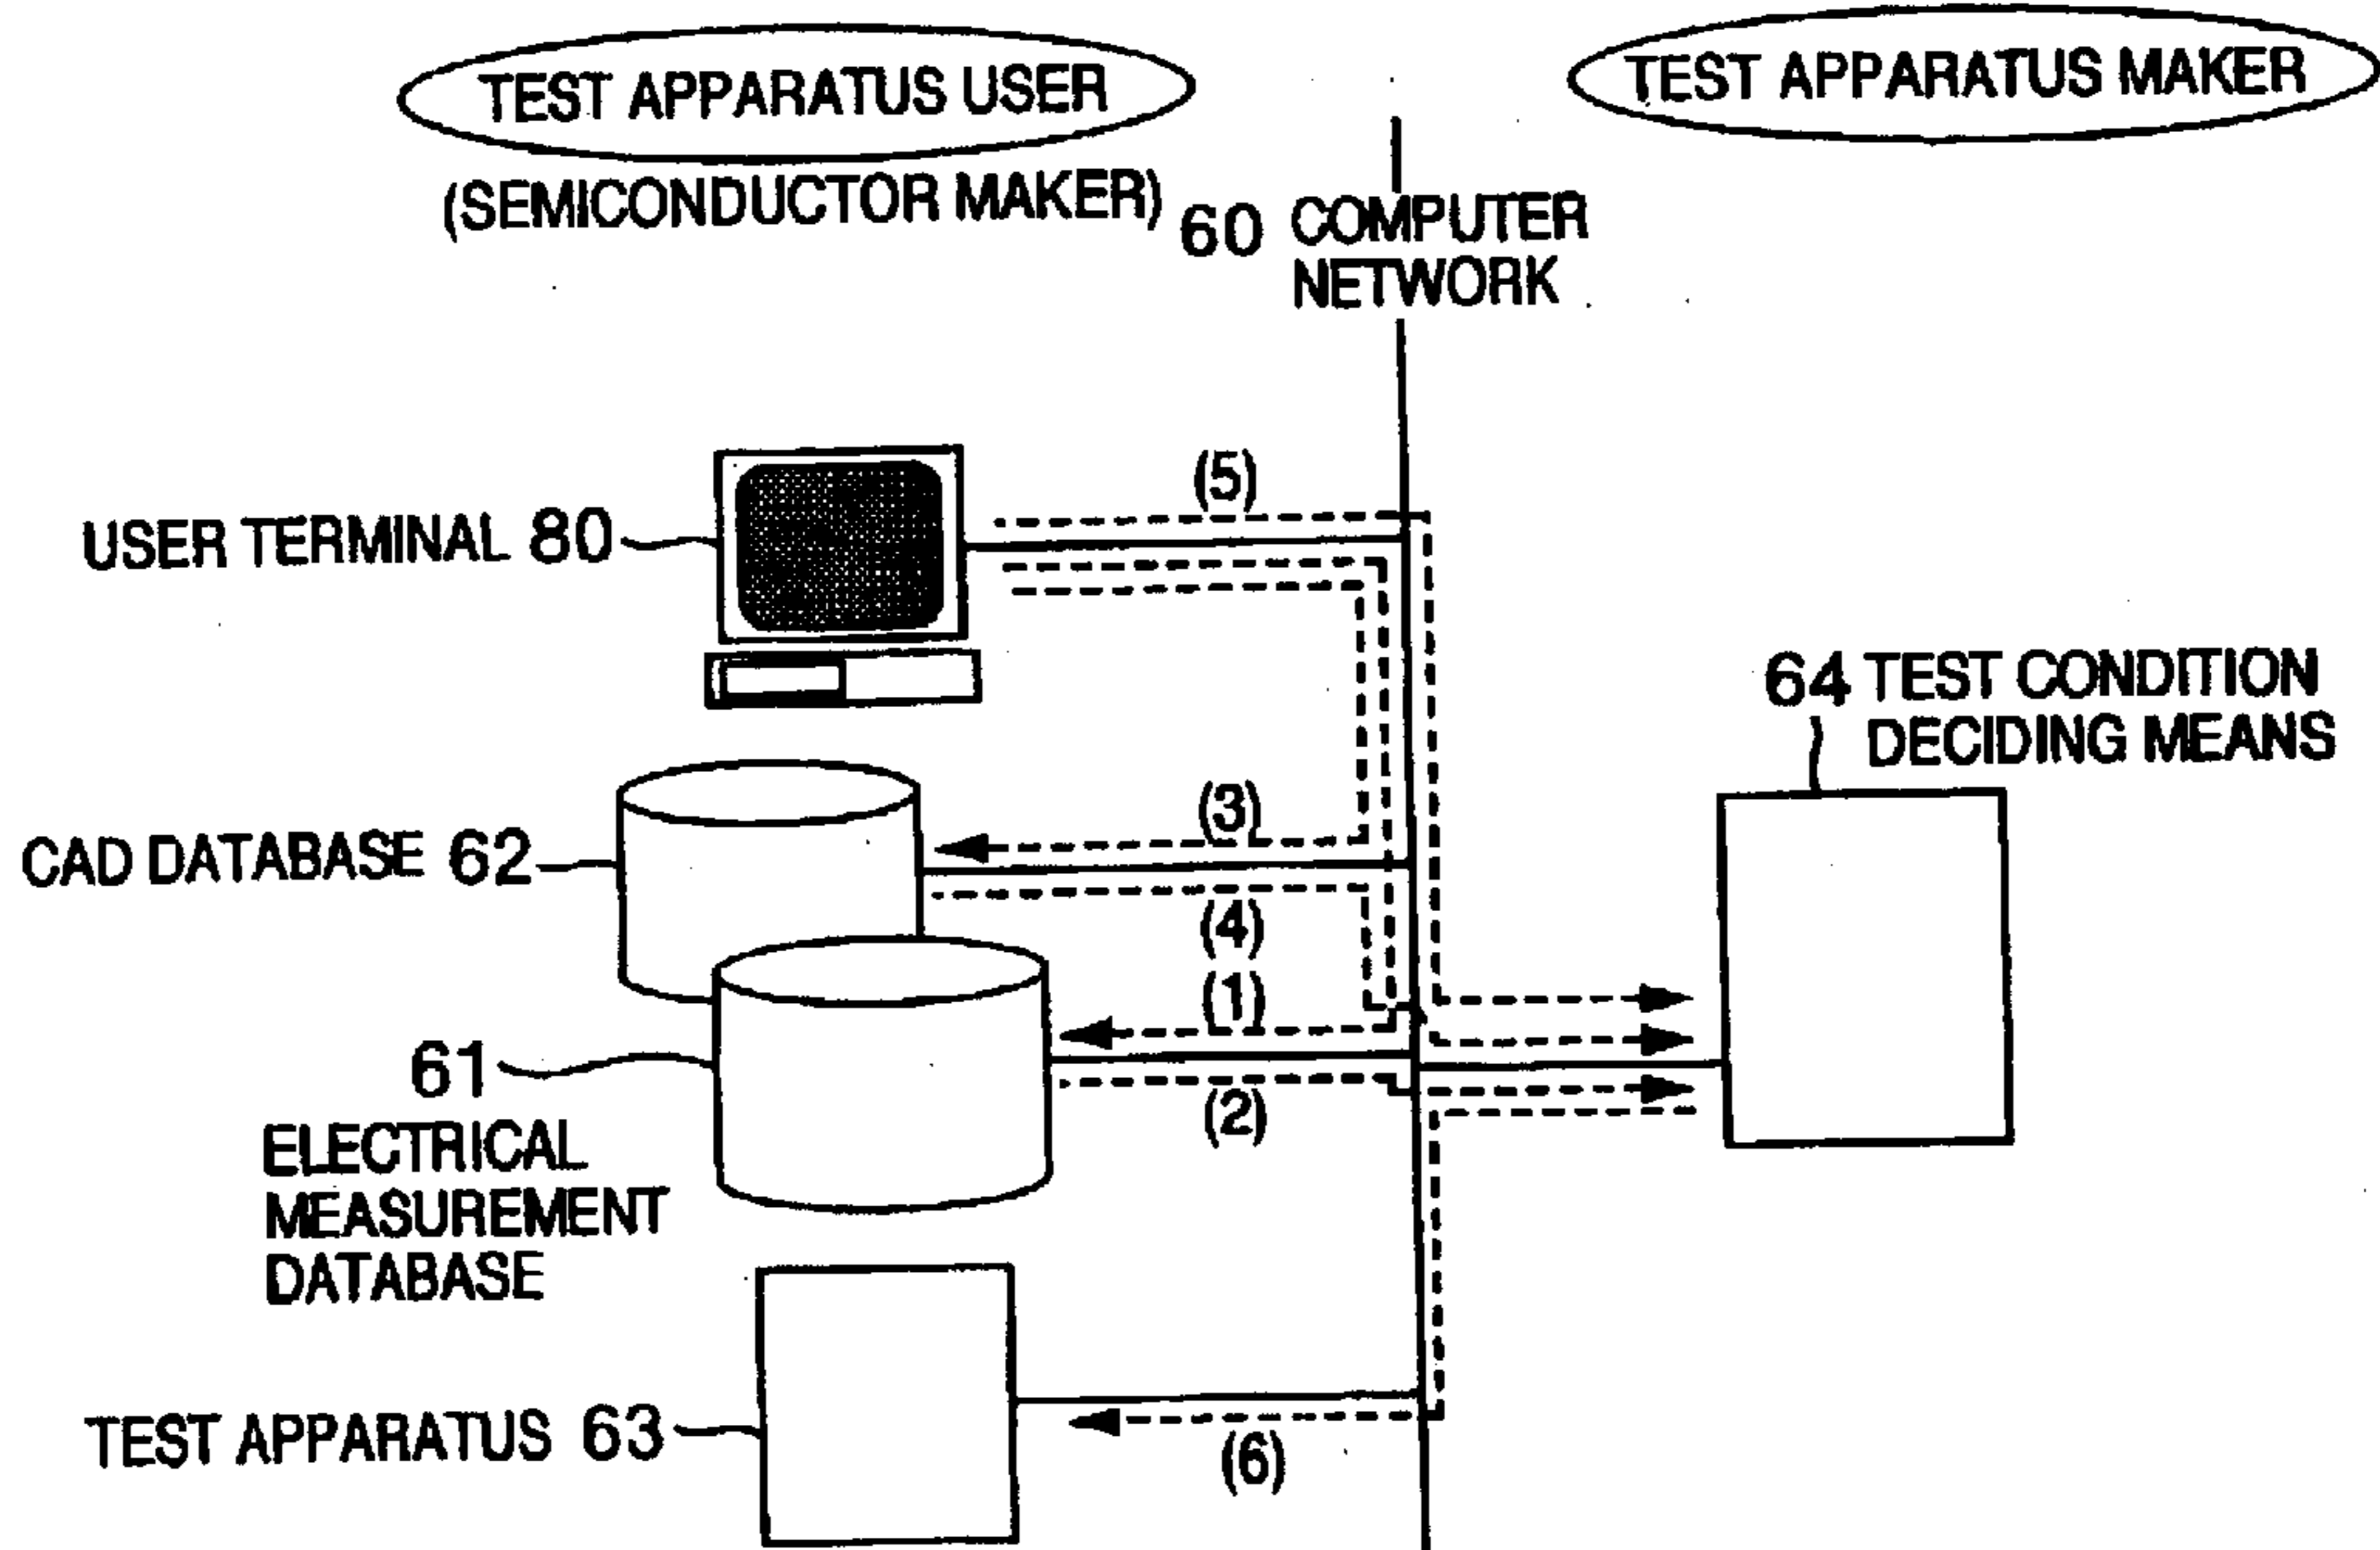 TEST APPARATUS USER
(SEMICONDUCTOR MAKER)
TEST APPARATUS MAKER
60 COMPUTER
NETWORK
USER TERMINAL 80
(5)
64 TEST CONDITION
DECIDING MEANS
CAD DATABASE 62
(3)
(4)
(1)
61
ELECTRICAL
MEASUREMENT
DATABASE
(2)
TEST APPARATUS 63
(6)